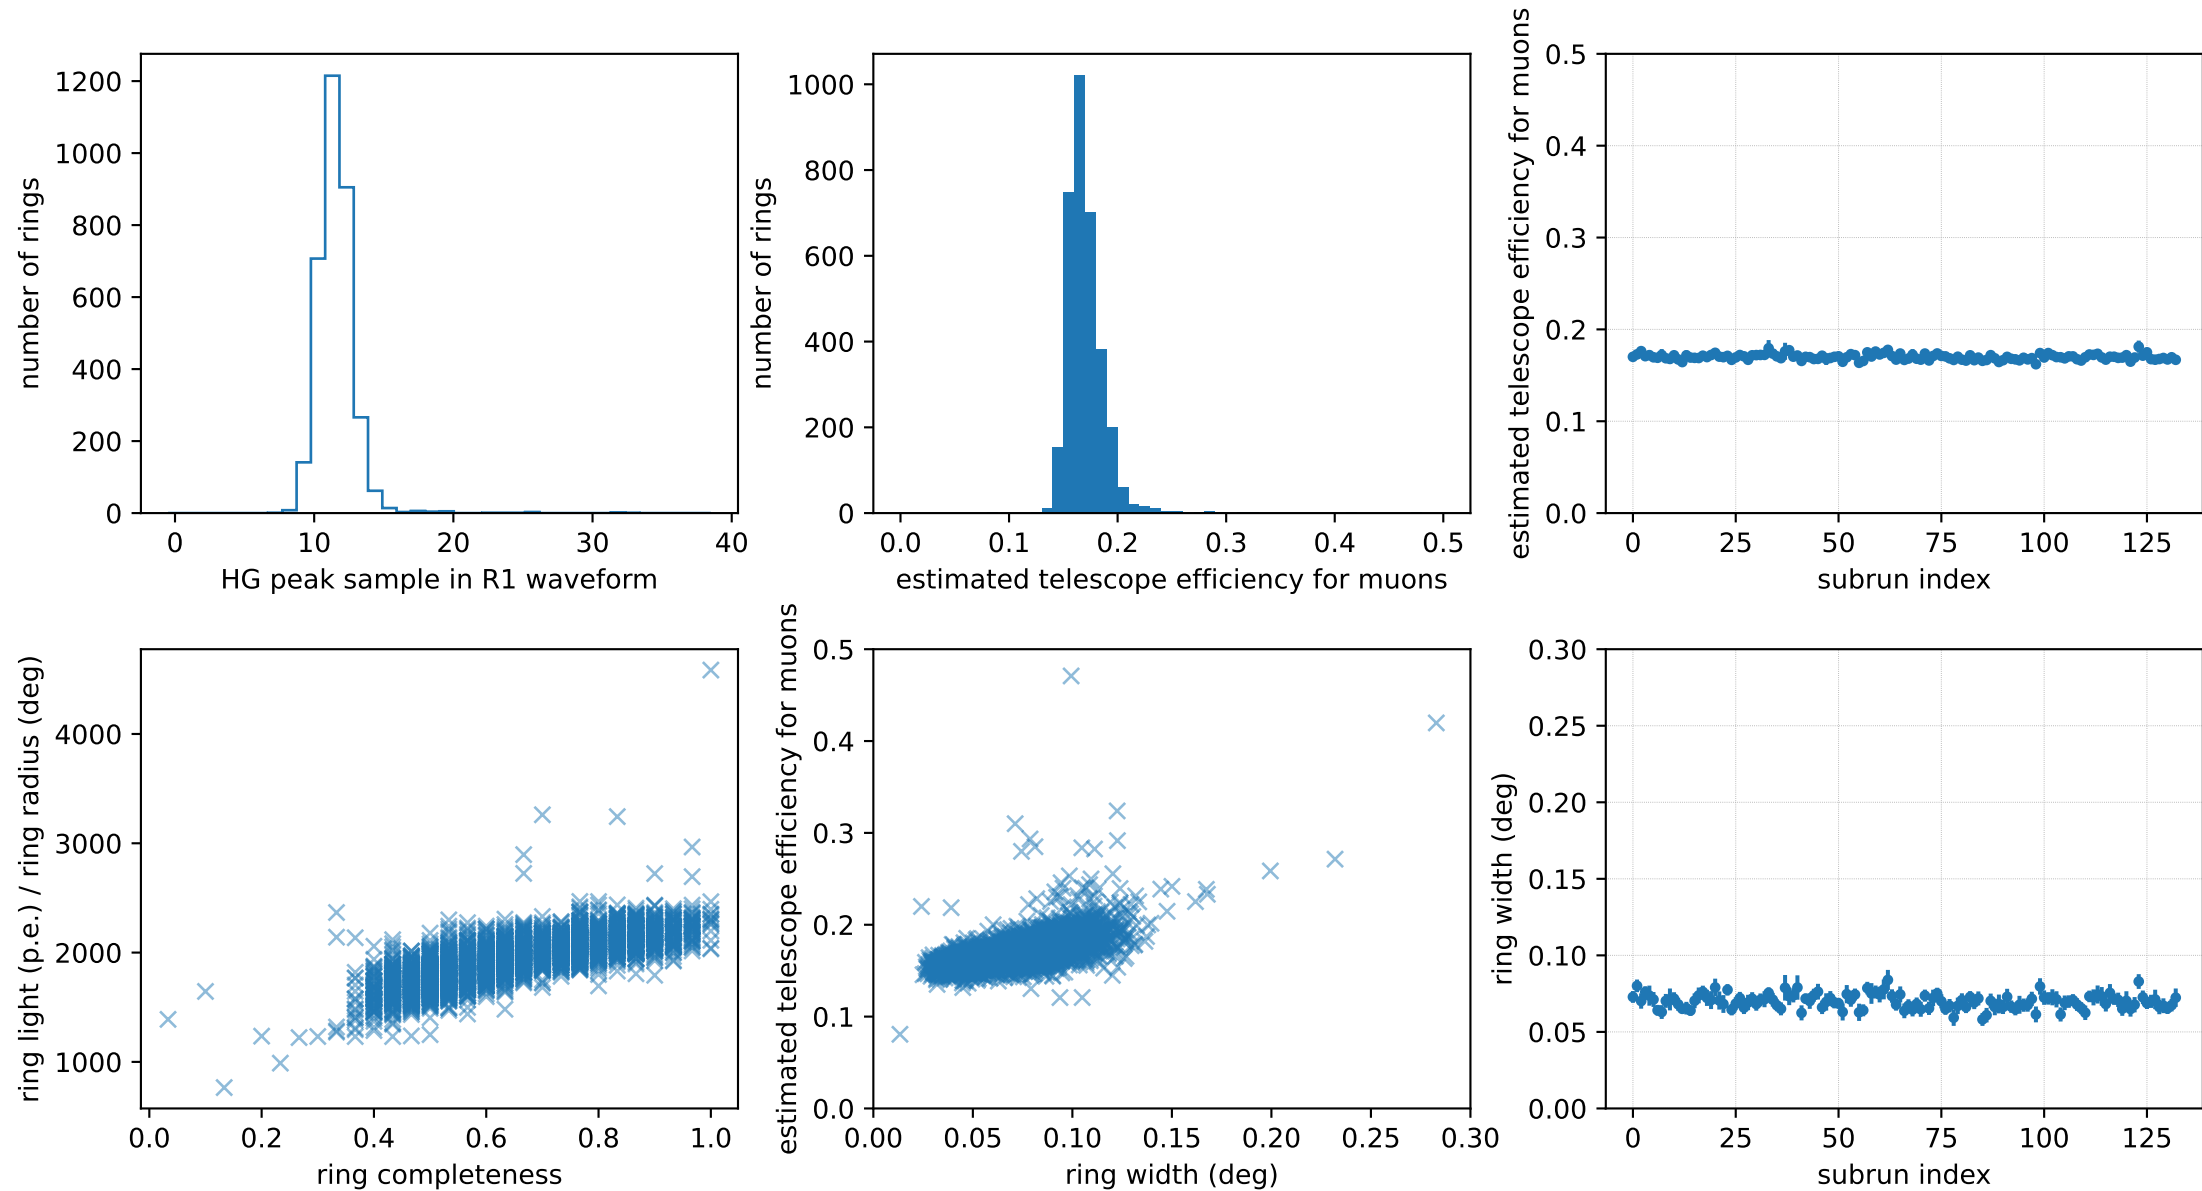 number of rings
1200
1000
800
600
400
200
0
0 10 20 30 40
HG peak sample in R1 waveform
number of rings
1000
800
600
400
200
0
0.0 0.1 0.2 0.3 0.4 0.5
estimated telescope efficiency for muons
estimated telescope efficiency for muons
0.5
0.4
0.3
0.2
0.1
0.0
0 25 50 75 100 125
subrun index
ring light (p.e.) / ring radius (deg)
4000
3000
2000
1000
0.0 0.2 0.4 0.6 0.8 1.0
ring completeness
estimated telescope efficiency for muons
0.5
0.4
0.3
0.2
0.1
0.0
0.00 0.05 0.10 0.15 0.20 0.25 0.30
ring width (deg)
ring width (deg)
0.30
0.25
0.20
0.15
0.10
0.05
0.00
0 25 50 75 100 125
subrun index